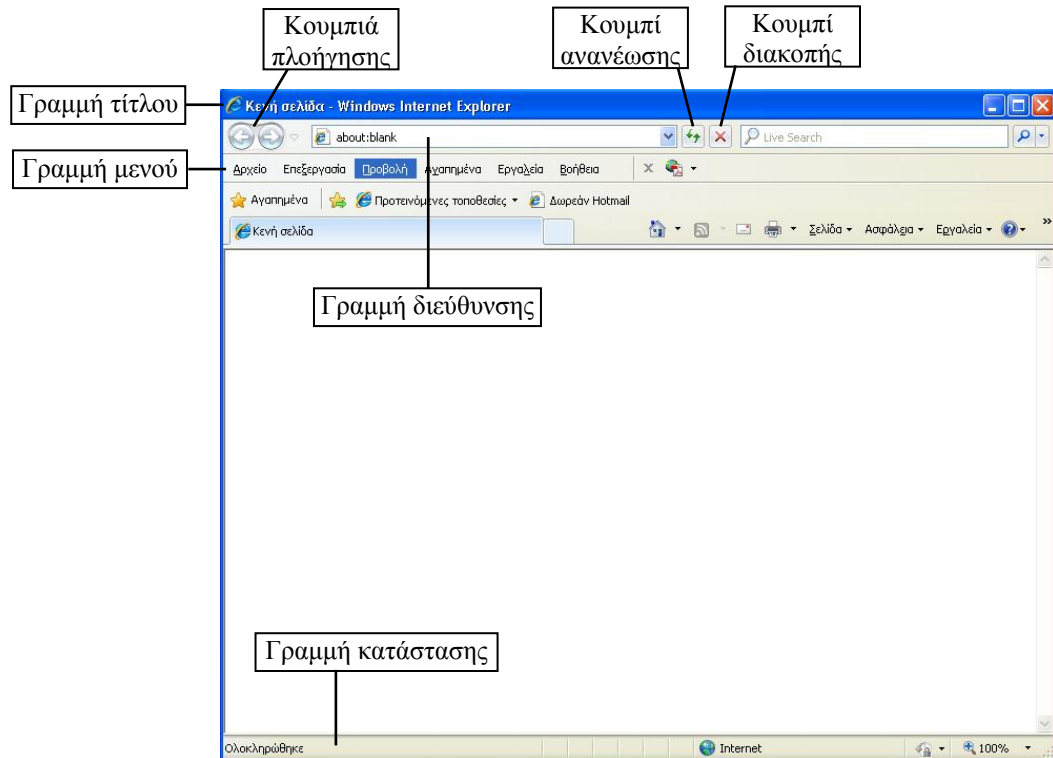 Κουμπιά
πλοήγησης
Κουμπί
ανανέωσης
Κουμπί
διακοπής
Γραμμή τίτλου
Κενή σελίδα - Windows Internet Explorer
about:blank
Live Search
Γραμμή μενού
Αρχείο Επεξεργασία Προβολή Αγαπημένα Εργαλεία Βοήθεια
x
Αγαπημένα Προτεινόμενες τοποθεσίες Δωρεάν Hotmail
Κενή σελίδα
Σελίδα Ασφάλεια Εργαλεία »
Γραμμή διεύθυνσης
Γραμμή κατάστασης
Ολοκληρώθηκε Internet 100%